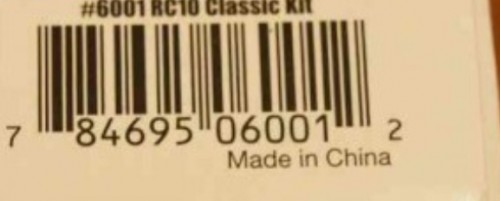 #6001 RC10 Classic Kit
7 84695 06001 2
Made in China